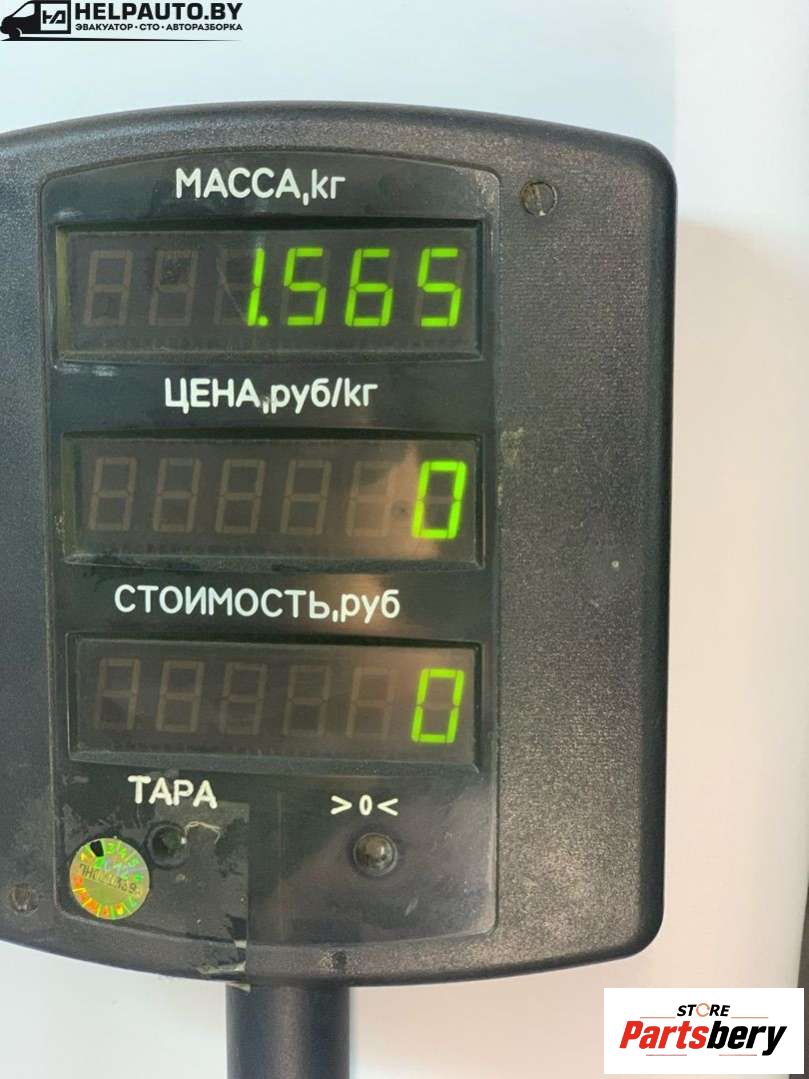 HELPAUTO.BY
ЭВАКУАТОР·СТО·АВТОРАЗБОРКА
МАССА,кг
1.565
ЦЕНА,руб/кг
0
СТОИМОСТЬ,руб
0
ТАРА
>0<
STORE
Partsbery